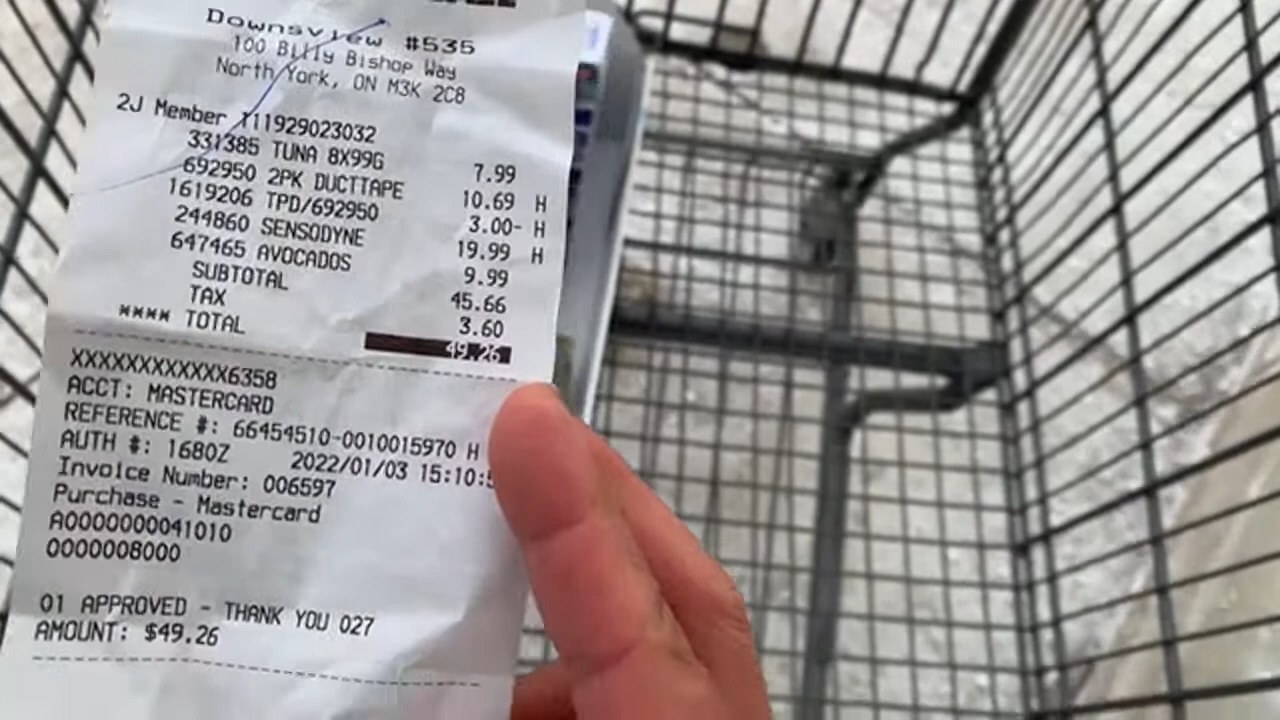 Downsview #535
100 Billy Bishop Way
North York, ON M3K 2C8
2J Member 111929023032
331385 TUNA 8X99G 7.99
692950 2PK DUCTTAPE 10.69 H
1619206 TPD/692950 3.00- H
244860 SENSODYNE 19.99 H
647465 AVOCADOS 9.99
SUBTOTAL 45.66
TAX 3.60
**** TOTAL 49.26
XXXXXXXXXXXX6358
ACCT: MASTERCARD
REFERENCE #: 66454510-0010015970 H
AUTH #: 1680Z 2022/01/03 15:10:5
Invoice Number: 006597
Purchase - Mastercard
A0000000041010
0000008000
01 APPROVED - THANK YOU 027
AMOUNT: $49.26